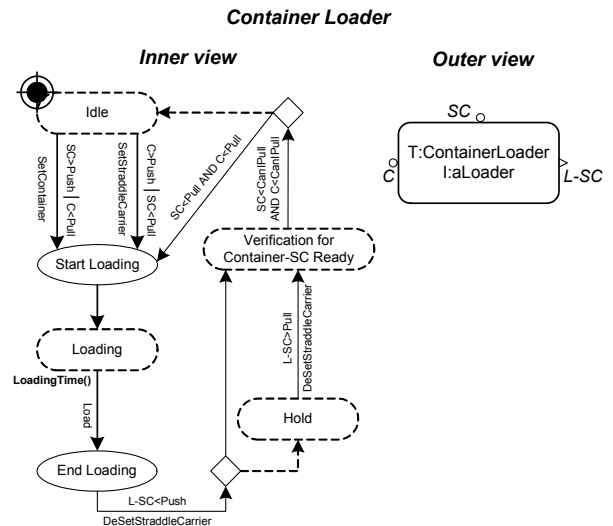 Container Loader
Inner view
Outer view
Idle
SC>Push | C<Pull
SetContainer
C>Push | SC<Pull
SetStraddleCarrier
SC<Pull AND C<Pull
SC<CanIPull
AND C<CanIPull
SC
T:ContainerLoader
I:aLoader
C
L-SC
Verification for
Container-SC Ready
Start Loading
Loading
LoadingTime()
Load
L-SC>Pull
DeSetStraddleCarrier
Hold
End Loading
L-SC<Push
DeSetStraddleCarrier